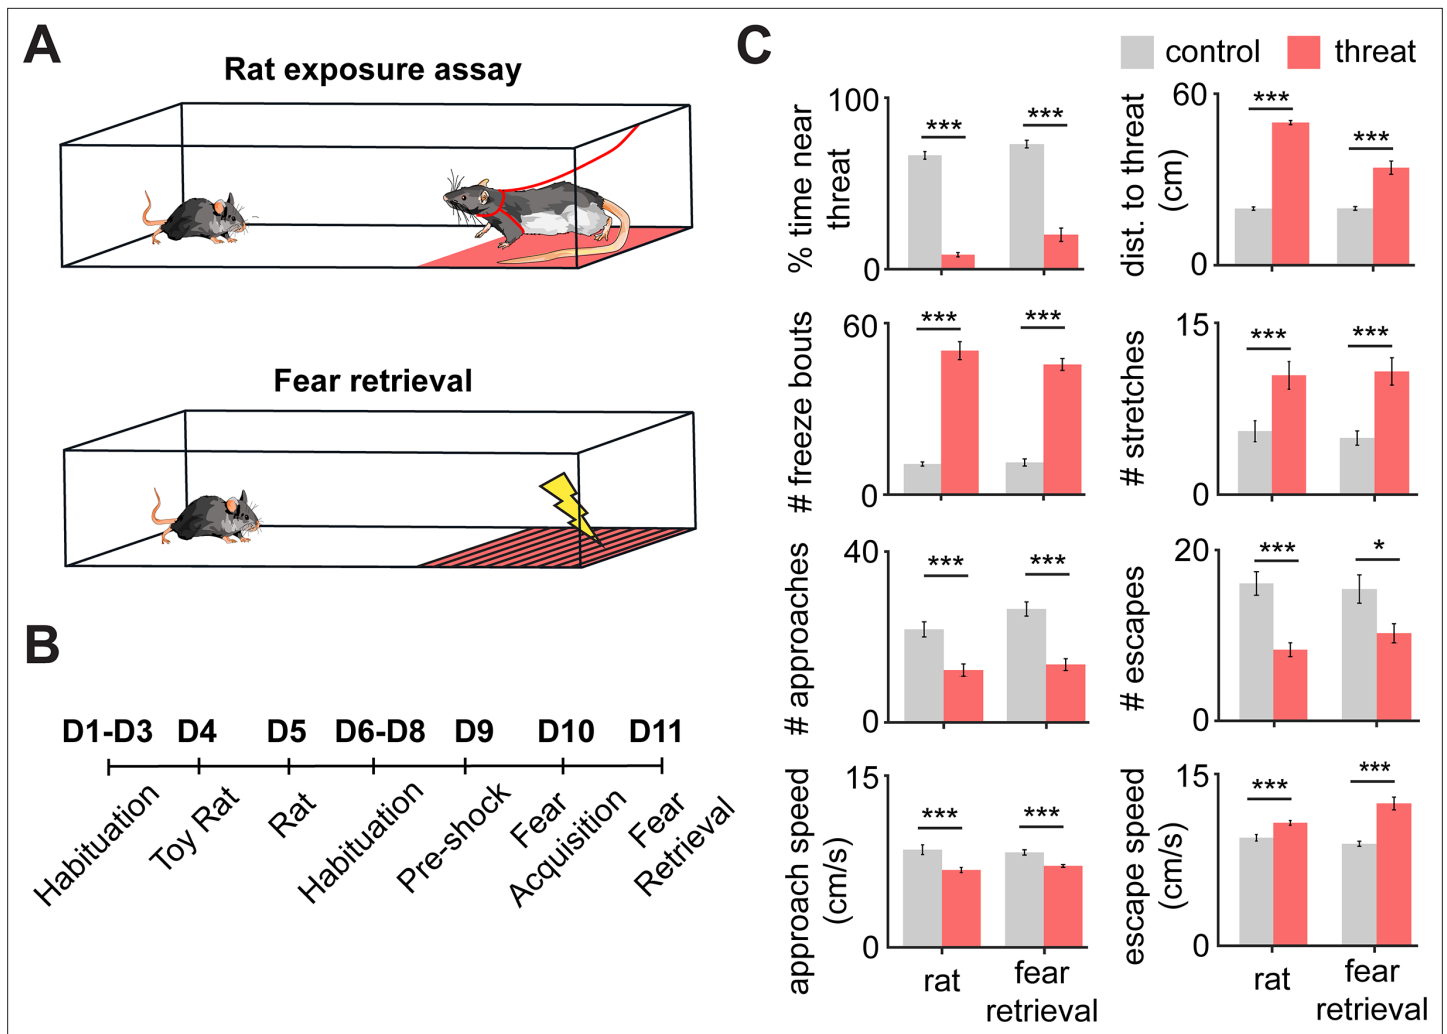 A
Rat exposure assay
Fear retrieval
B
D1-D3 D4 D5 D6-D8 D9 D10 D11
Habituation
Toy Rat
Rat
Habituation
Pre-shock
Fear
Acquisition
Fear
Retrieval
C
control threat
% time near
threat
100
0
***
***
dist. to threat
(cm)
60
0
***
***
# freeze bouts
60
0
***
***
# stretches
15
0
***
***
# approaches
40
0
***
***
# escapes
20
0
***
*
approach speed
(cm/s)
15
0
***
***
rat
fear
retrieval
escape speed
(cm/s)
15
0
***
***
rat
fear
retrieval